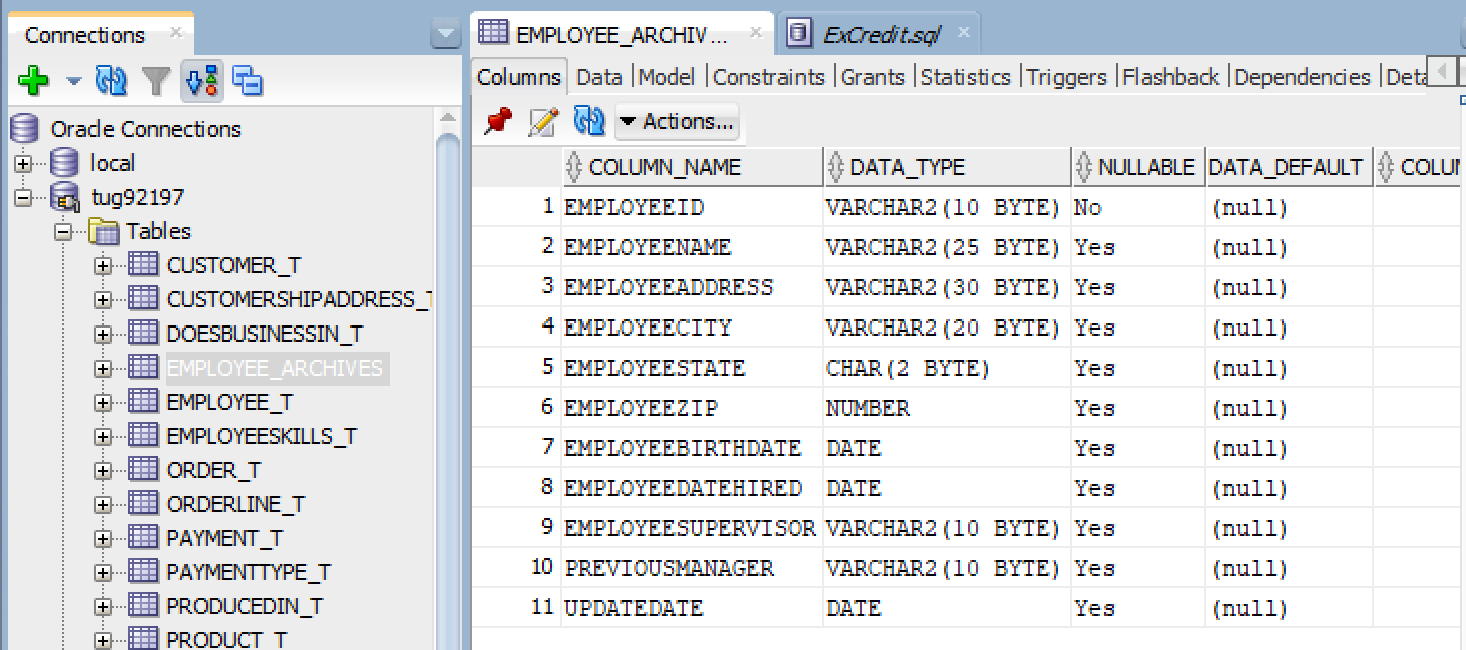 Connections
Oracle Connections
local
tug92197
Tables
CUSTOMER_T
CUSTOMERSHIPADDRESS_T
DOESBUSINESSIN_T
EMPLOYEE_ARCHIVES
EMPLOYEE_T
EMPLOYEESKILLS_T
ORDER_T
ORDERLINE_T
PAYMENT_T
PAYMENTTYPE_T
PRODUCEDIN_T
PRODUCT_T
EMPLOYEE_ARCHIV... ExCredit.sql
Columns Data Model Constraints Grants Statistics Triggers Flashback Dependencies Deta
Actions...
COLUMN_NAME DATA_TYPE NULLABLE DATA_DEFAULT COLUM
1 EMPLOYEEID VARCHAR2(10 BYTE) No (null)
2 EMPLOYEENAME VARCHAR2(25 BYTE) Yes (null)
3 EMPLOYEEADDRESS VARCHAR2(30 BYTE) Yes (null)
4 EMPLOYEECITY VARCHAR2(20 BYTE) Yes (null)
5 EMPLOYEESTATE CHAR(2 BYTE) Yes (null)
6 EMPLOYEEZIP NUMBER Yes (null)
7 EMPLOYEEBIRTHDATE DATE Yes (null)
8 EMPLOYEEDATEHIRED DATE Yes (null)
9 EMPLOYEESUPERVISOR VARCHAR2(10 BYTE) Yes (null)
10 PREVIOUSMANAGER VARCHAR2(10 BYTE) Yes (null)
11 UPDATEDATE DATE Yes (null)